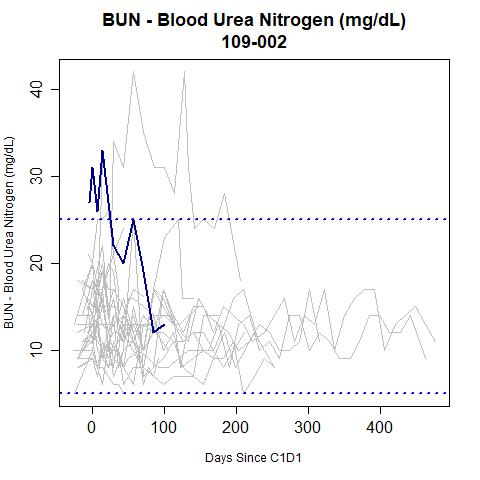 BUN - Blood Urea Nitrogen (mg/dL)
109-002
BUN - Blood Urea Nitrogen (mg/dL)
40
30
20
10
0 100 200 300 400
Days Since C1D1